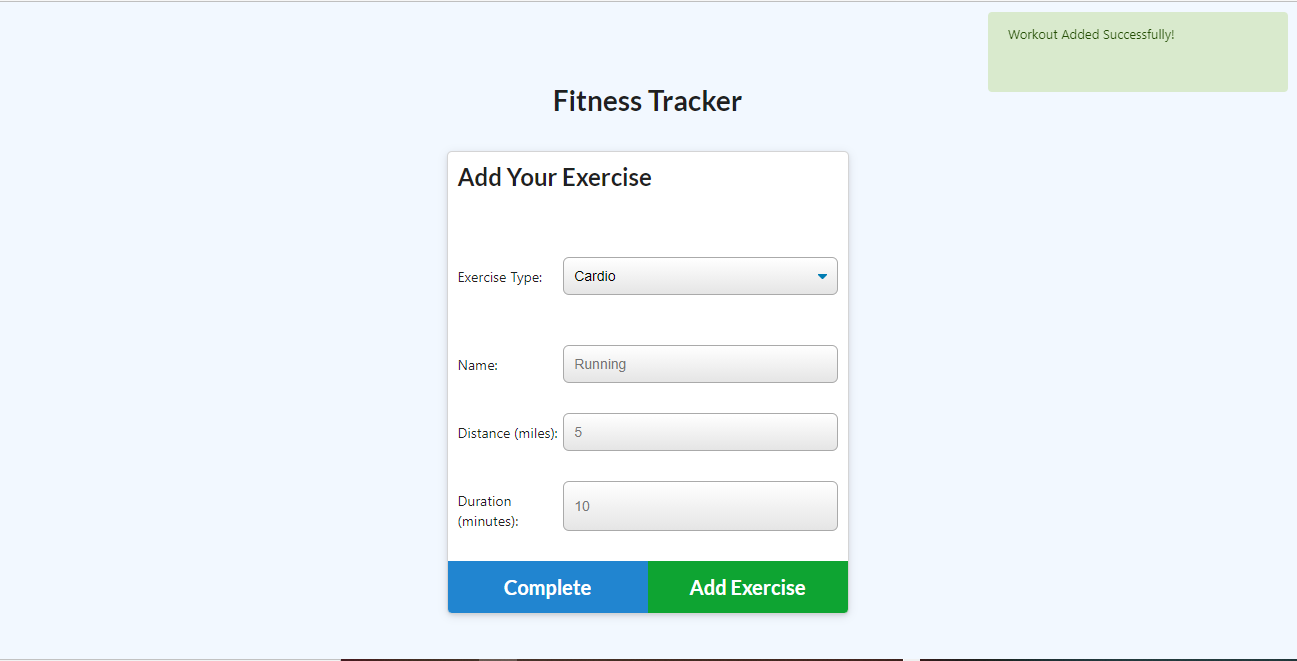 Workout Added Successfully!
Fitness Tracker
Add Your Exercise
Exercise Type:
Cardio
Name:
Running
Distance (miles):
5
Duration
(minutes):
10
Complete
Add Exercise